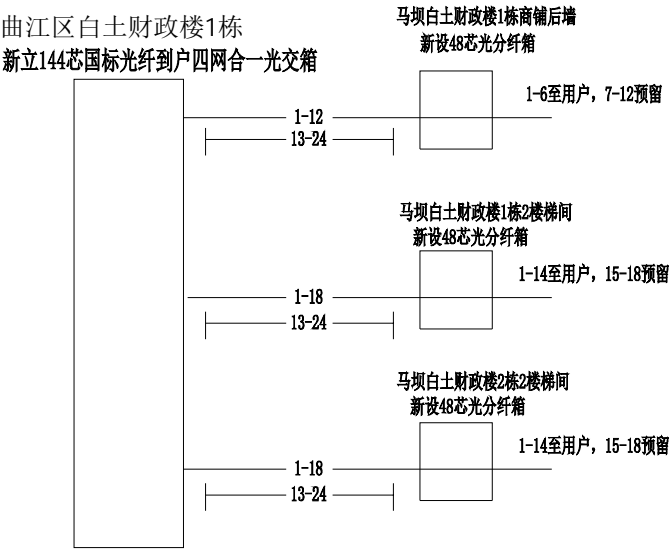 曲江区白土财政楼1栋
新立144芯国标光纤到户四网合一光交箱
马坝白土财政楼1栋商铺后墙
新设48芯光分纤箱
1-6至用户，7-12预留
1-12
13-24
马坝白土财政楼1栋2楼梯间
新设48芯光分纤箱
1-14至用户，15-18预留
1-18
13-24
马坝白土财政楼2栋2楼梯间
新设48芯光分纤箱
1-14至用户，15-18预留
1-18
13-24